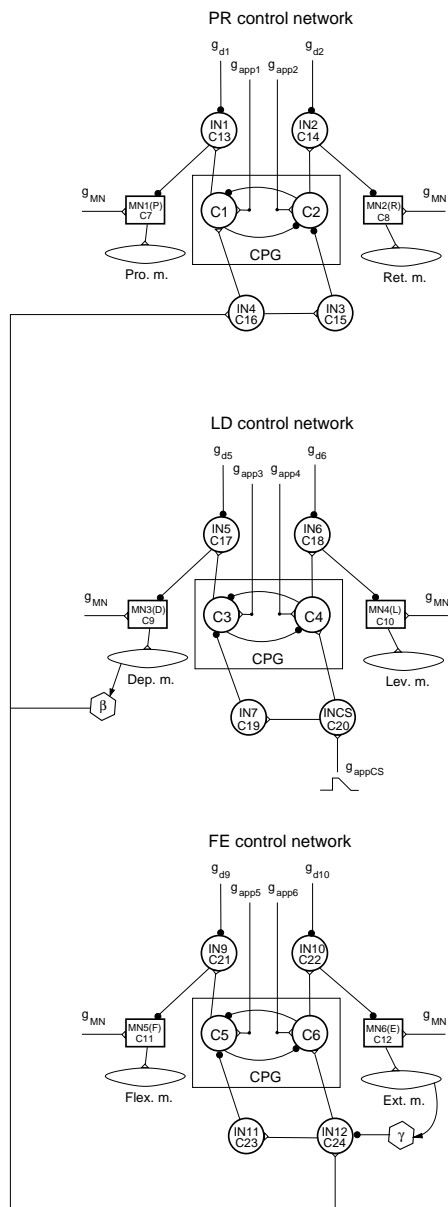 PR control network
g_d1 g_d2
g_app1 g_app2
IN1 C13
IN2 C14
g_MN
MN1(P) C7
C1
C2
MN2(R) C8
g_MN
CPG
Pro. m.
Ret. m.
IN4 C16
IN3 C15
LD control network
g_d5 g_d6
g_app3 g_app4
IN5 C17
IN6 C18
g_MN
MN3(D) C9
C3
C4
MN4(L) C10
g_MN
CPG
Dep. m.
Lev. m.
β
IN7 C19
INCS C20
g_appCS
FE control network
g_d9 g_d10
g_app5 g_app6
IN9 C21
IN10 C22
g_MN
MN5(F) C11
C5
C6
MN6(E) C12
g_MN
CPG
Flex. m.
Ext. m.
IN11 C23
IN12 C24
γ